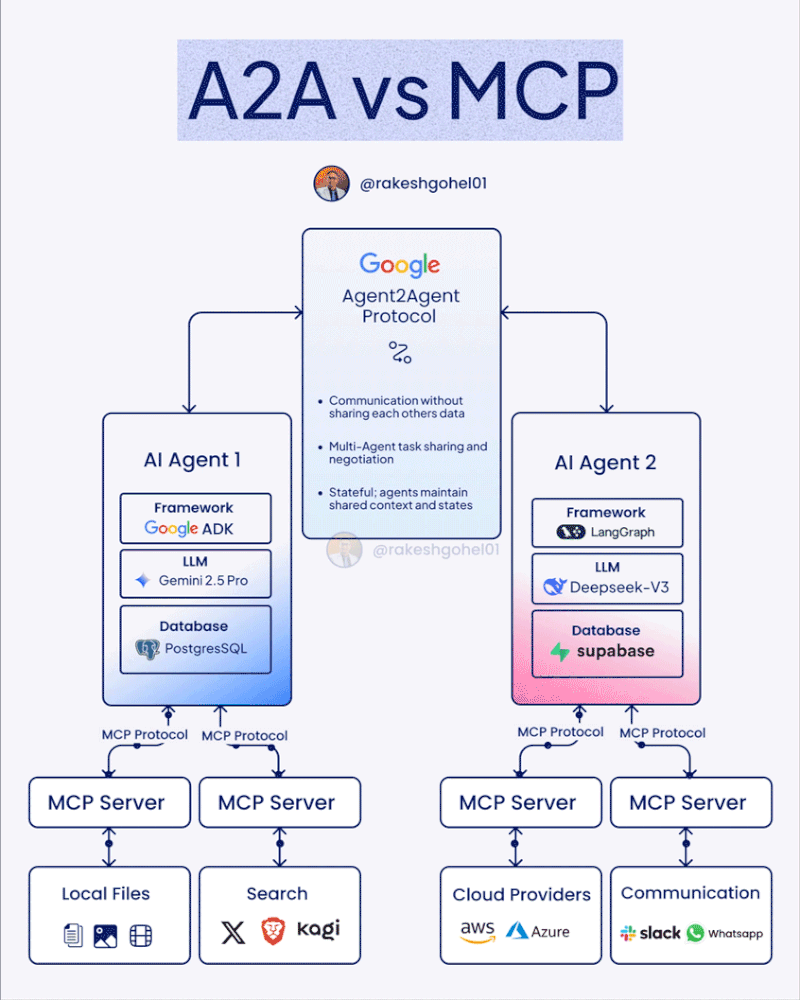 A2A vs MCP
@rakeshgohel01
Google
Agent2Agent
Protocol
• Communication without
sharing each others data
• Multi-Agent task sharing and
negotiation
• Stateful; agents maintain
shared context and states
@rakeshgohel01
AI Agent 1
Framework
Google ADK
LLM
Gemini 2.5 Pro
Database
PostgresSQL
AI Agent 2
Framework
LangGraph
LLM
Deepseek-V3
Database
supabase
MCP Protocol
MCP Protocol
MCP Protocol
MCP Protocol
MCP Server
MCP Server
MCP Server
MCP Server
Local Files
Search
X
kagi
Cloud Providers
aws
Azure
Communication
slack
Whatsapp